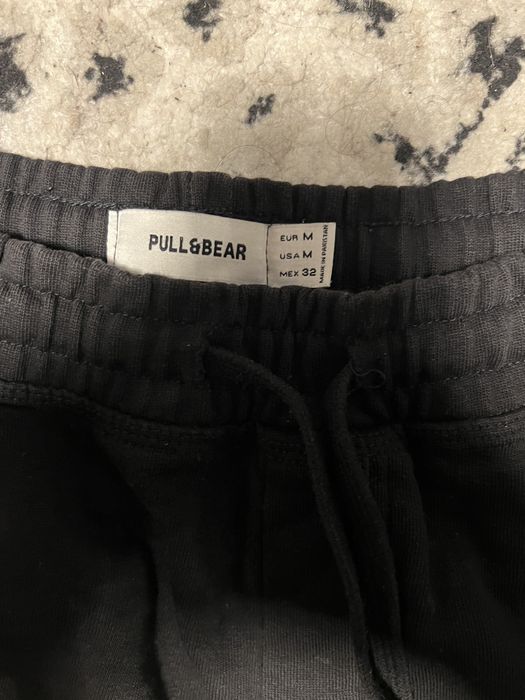 PULL&BEAR
EUR M
USA M
MEX 32
MADE IN PAKISTAN